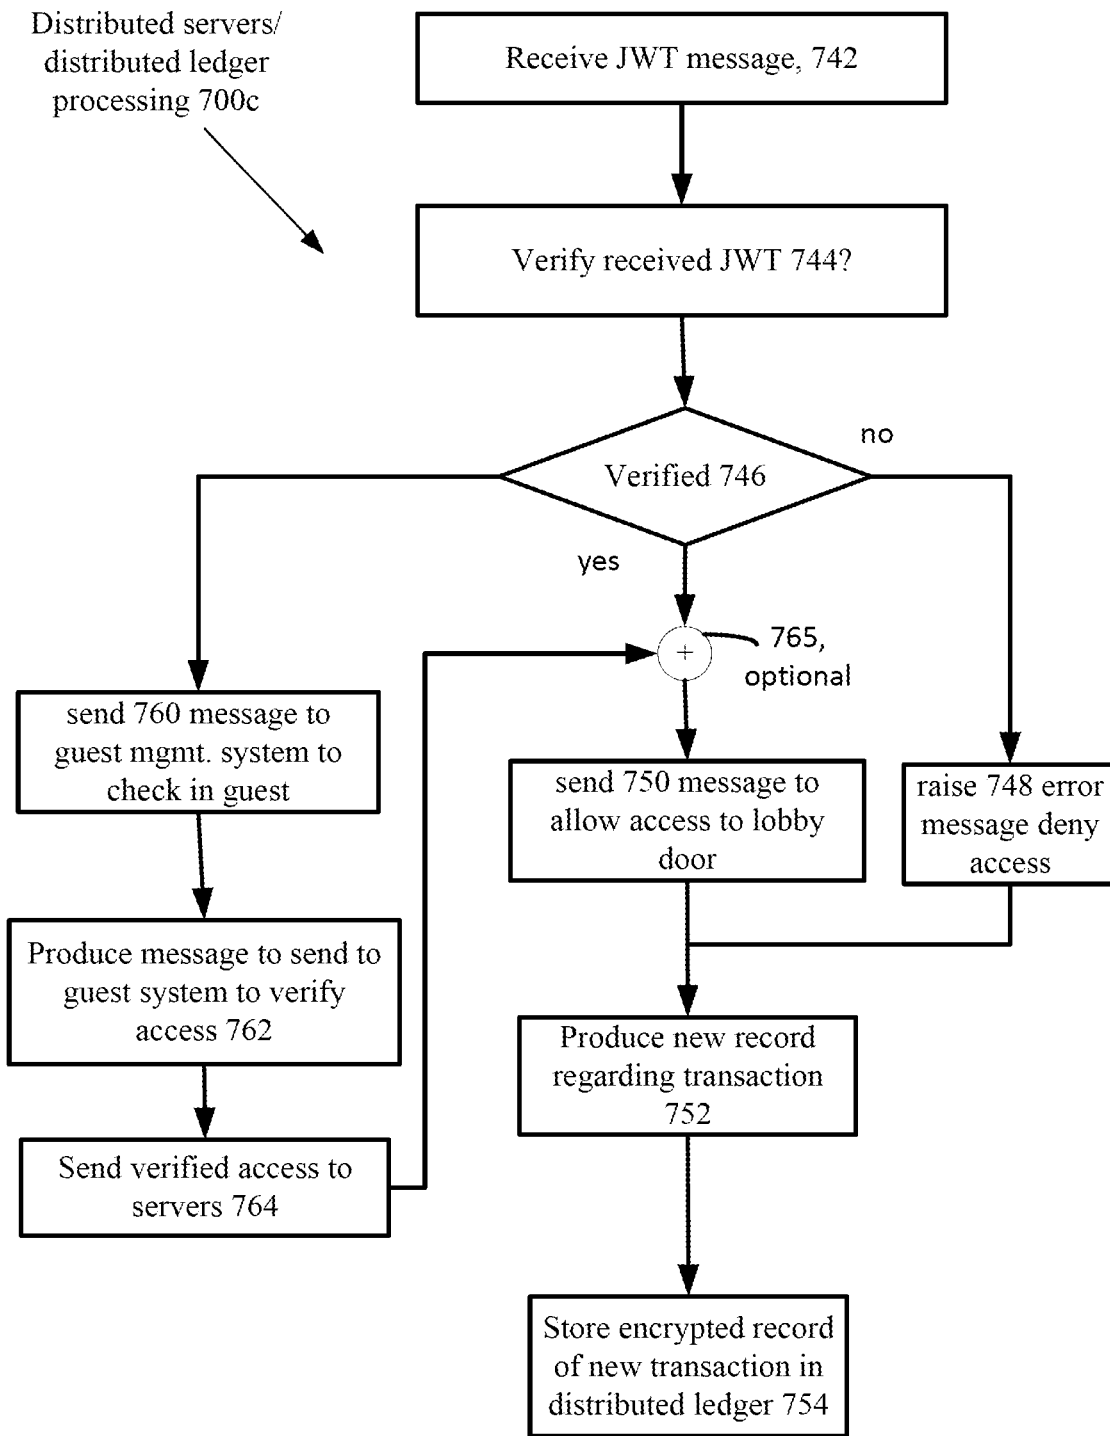 Distributed servers/
distributed ledger
processing 700c
Receive JWT message, 742
Verify received JWT 744?
Verified 746
no
yes
765,
optional
+
send 760 message to
guest mgmt. system to
check in guest
send 750 message to
allow access to lobby
door
raise 748 error
message deny
access
Produce message to send to
guest system to verify
access 762
Produce new record
regarding transaction
752
Send verified access to
servers 764
Store encrypted record
of new transaction in
distributed ledger 754